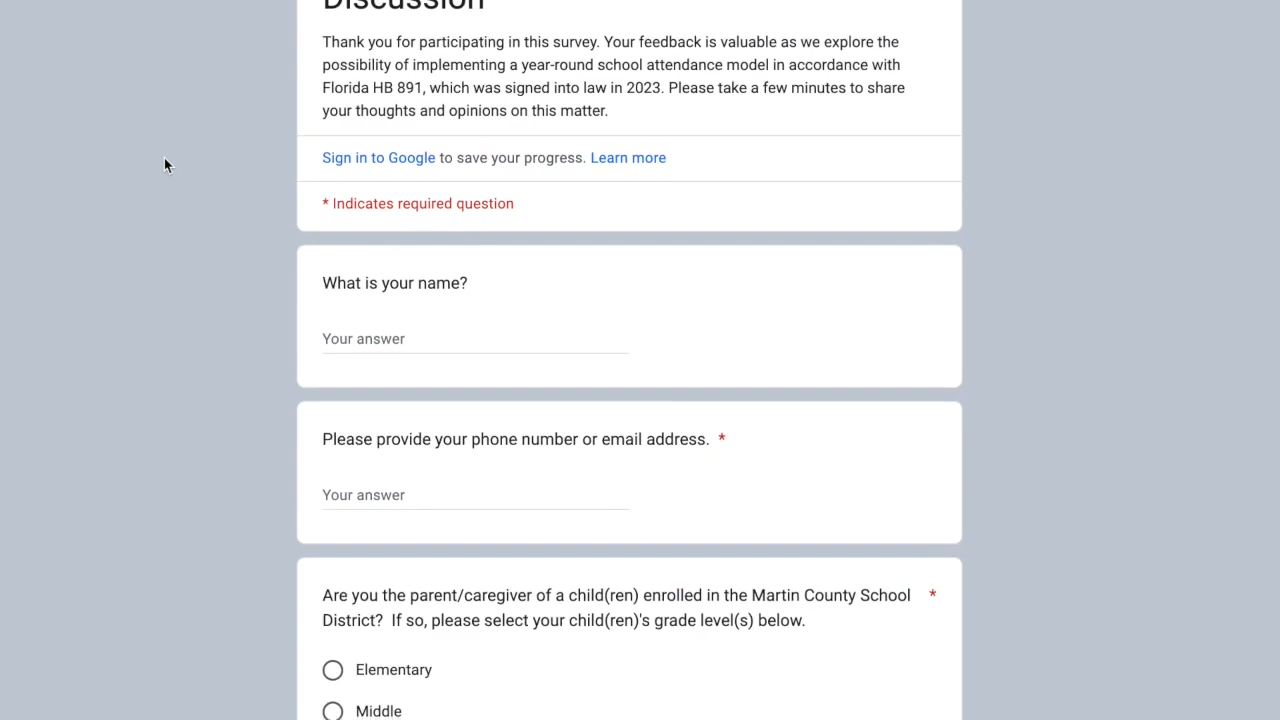 Discussion
Thank you for participating in this survey. Your feedback is valuable as we explore the
possibility of implementing a year-round school attendance model in accordance with
Florida HB 891, which was signed into law in 2023. Please take a few minutes to share
your thoughts and opinions on this matter.
Sign in to Google to save your progress. Learn more
* Indicates required question
What is your name?
Your answer
Please provide your phone number or email address. *
Your answer
Are you the parent/caregiver of a child(ren) enrolled in the Martin County School *
District?  If so, please select your child(ren)'s grade level(s) below.
Elementary
Middle